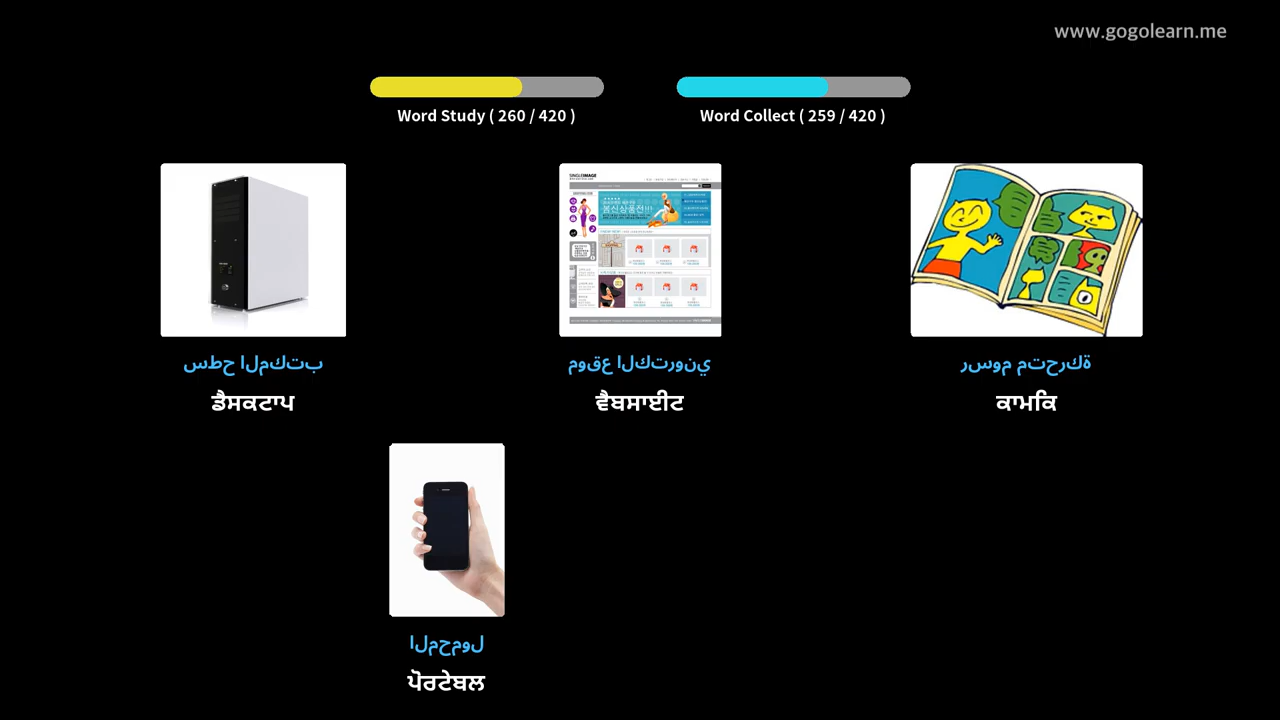 www.gogolearn.me
Word Study ( 260 / 420 )
Word Collect ( 259 / 420 )
سطح المكتب
ਡੈਸਕਟਾਪ
موقع الكتروني
ਵੈਬਸਾਈਟ
رسوم متحركة
ਕਾਮਕਿ
المحمول
ਪੋਰਟੇਬਲ